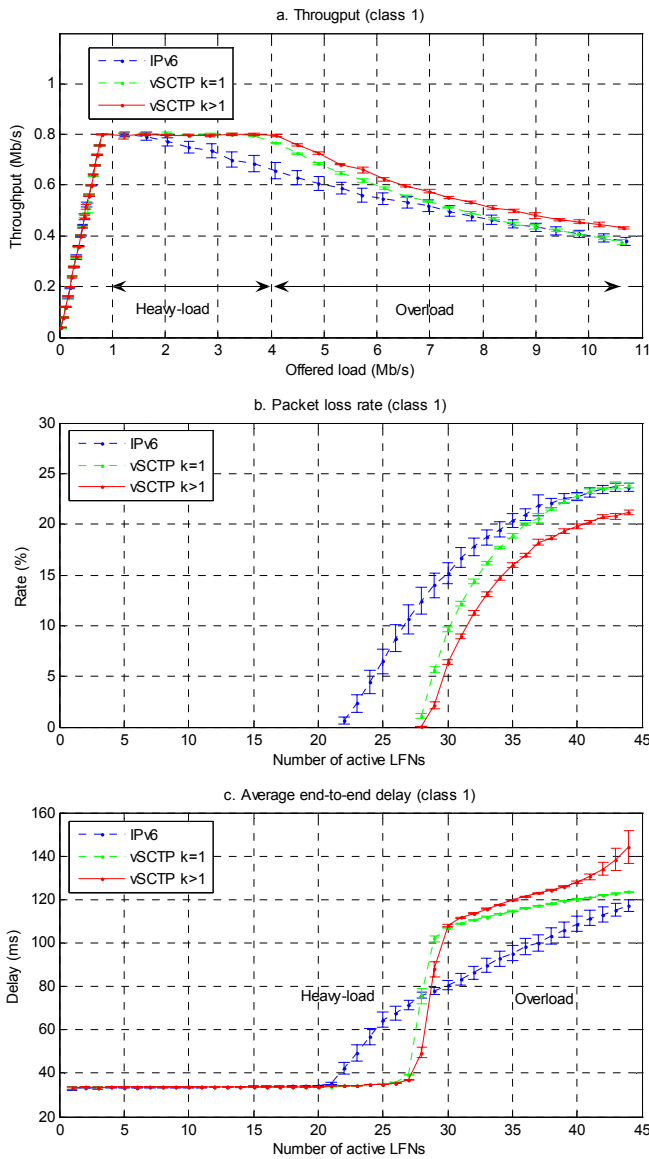 a. Througput (class 1)
IPv6
vSCTP k=1
vSCTP k>1
Throughput (Mb/s)
1
0.8
0.6
0.4
0.2
0
Heavy-load
Overload
0 1 2 3 4 5 6 7 8 9 10 11
Offered load (Mb/s)
b. Packet loss rate (class 1)
IPv6
vSCTP k=1
vSCTP k>1
Rate (%)
30
25
20
15
10
5
0
0 5 10 15 20 25 30 35 40 45
Number of active LFNs
c. Average end-to-end delay (class 1)
IPv6
vSCTP k=1
vSCTP k>1
Delay (ms)
160
140
120
100
80
60
40
20
Heavy-load
Overload
0 5 10 15 20 25 30 35 40 45
Number of active LFNs